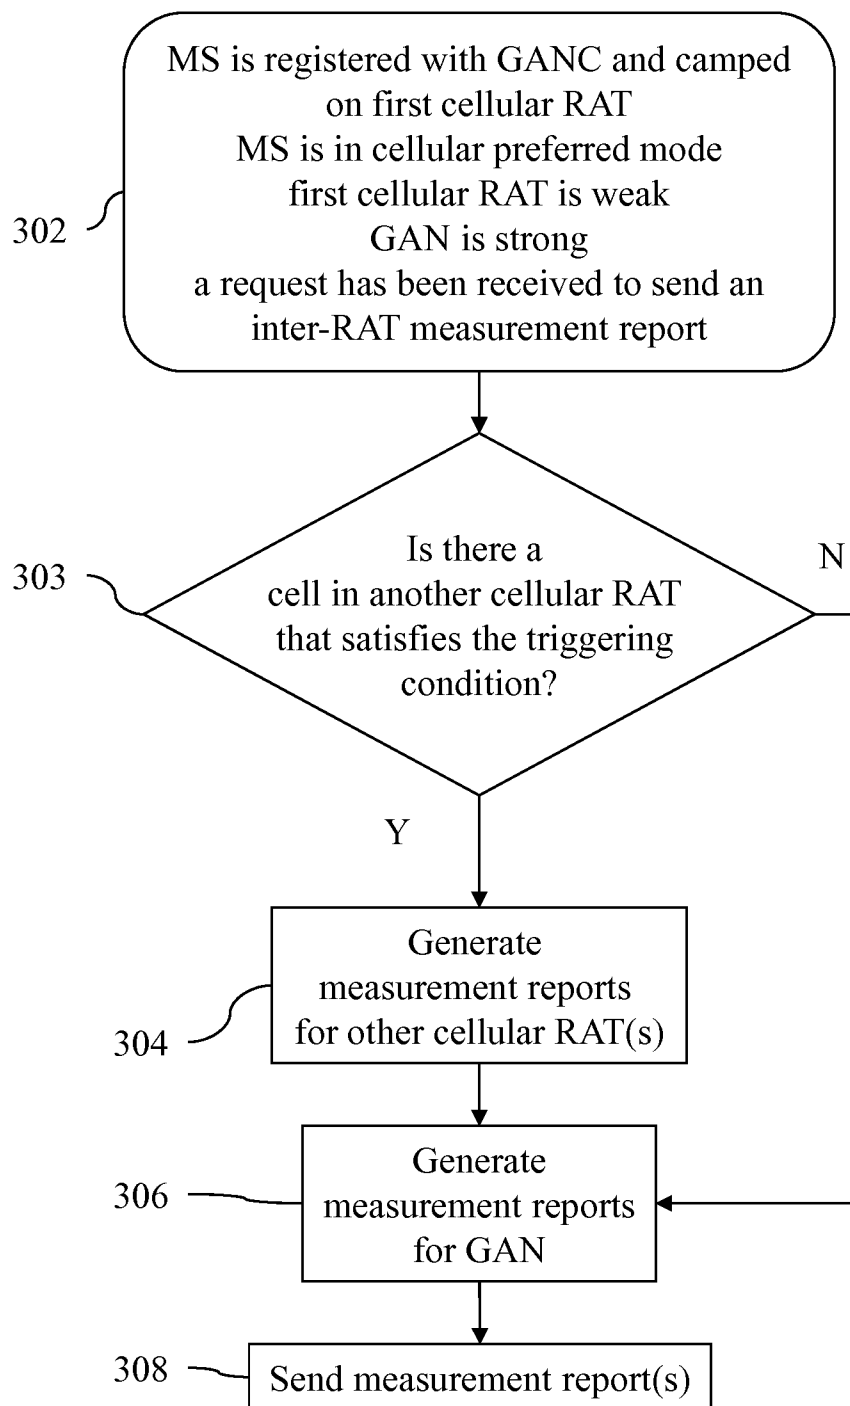 MS is registered with GANC and camped
on first cellular RAT
MS is in cellular preferred mode
first cellular RAT is weak
GAN is strong
a request has been received to send an
inter-RAT measurement report
302
Is there a
cell in another cellular RAT
that satisfies the triggering
condition?
303
N
Y
Generate
measurement reports
for other cellular RAT(s)
304
Generate
measurement reports
for GAN
306
Send measurement report(s)
308